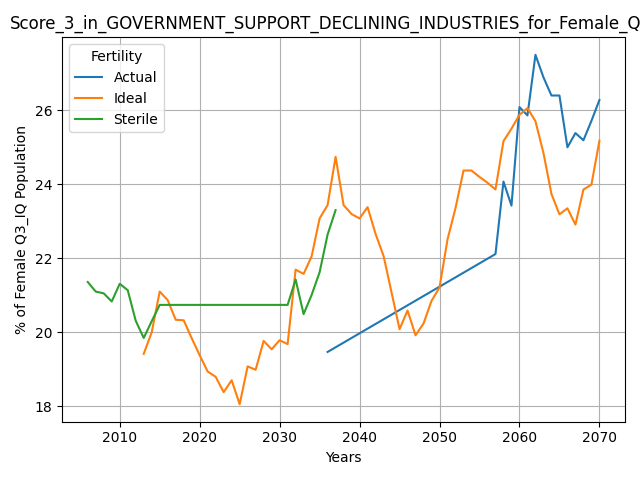 Score_3_in_GOVERNMENT_SUPPORT_DECLINING_INDUSTRIES_for_Female_Q
Fertility
Actual
Ideal
Sterile
% of Female Q3_IQ Population
26
24
22
20
18
2010 2020 2030 2040 2050 2060 2070
Years